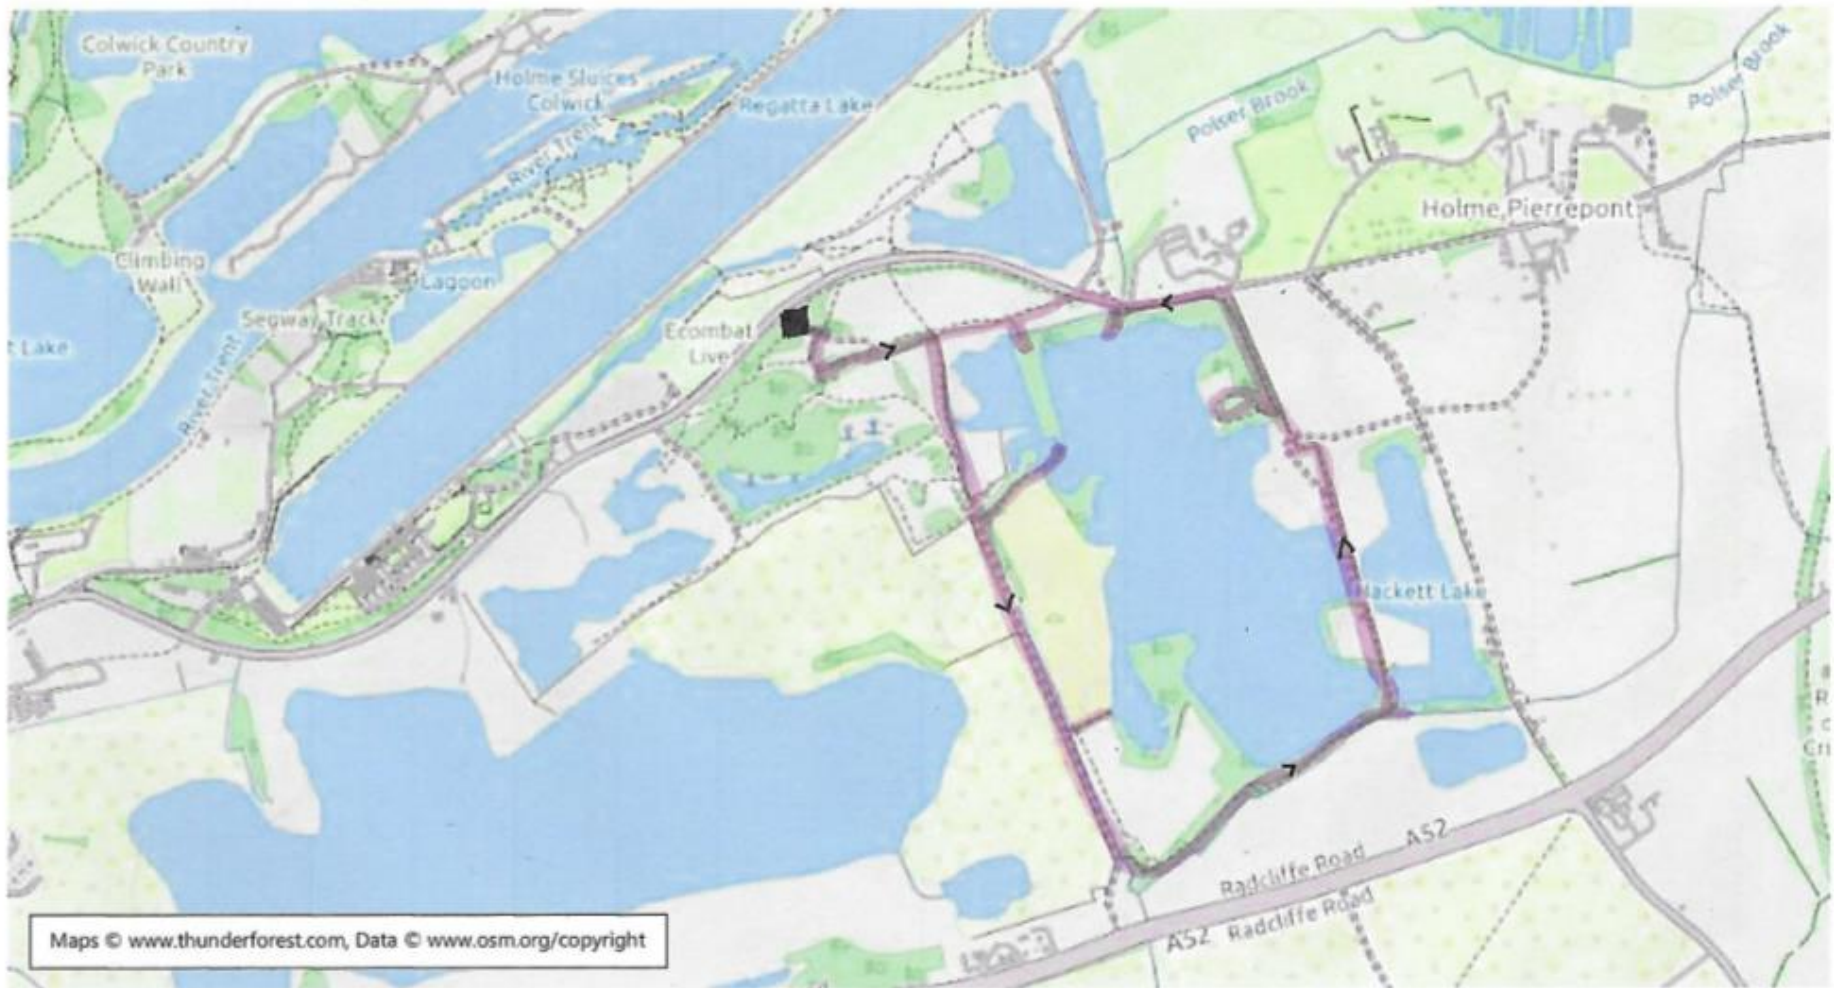 Colwick Country
Park
Holme Sluices
Colwick
River Trent
Regatta Lake
Polser Brook
Polser Brook
Holme Pierrepont
Climbing
Wall
Lagoon
Segway Track
Ecombat
Live
t Lake
River Trent
Hackett Lake
R
Cri
Radcliffe Road
A52
A52
Radcliffe Road
Maps © www.thunderforest.com, Data © www.osm.org/copyright